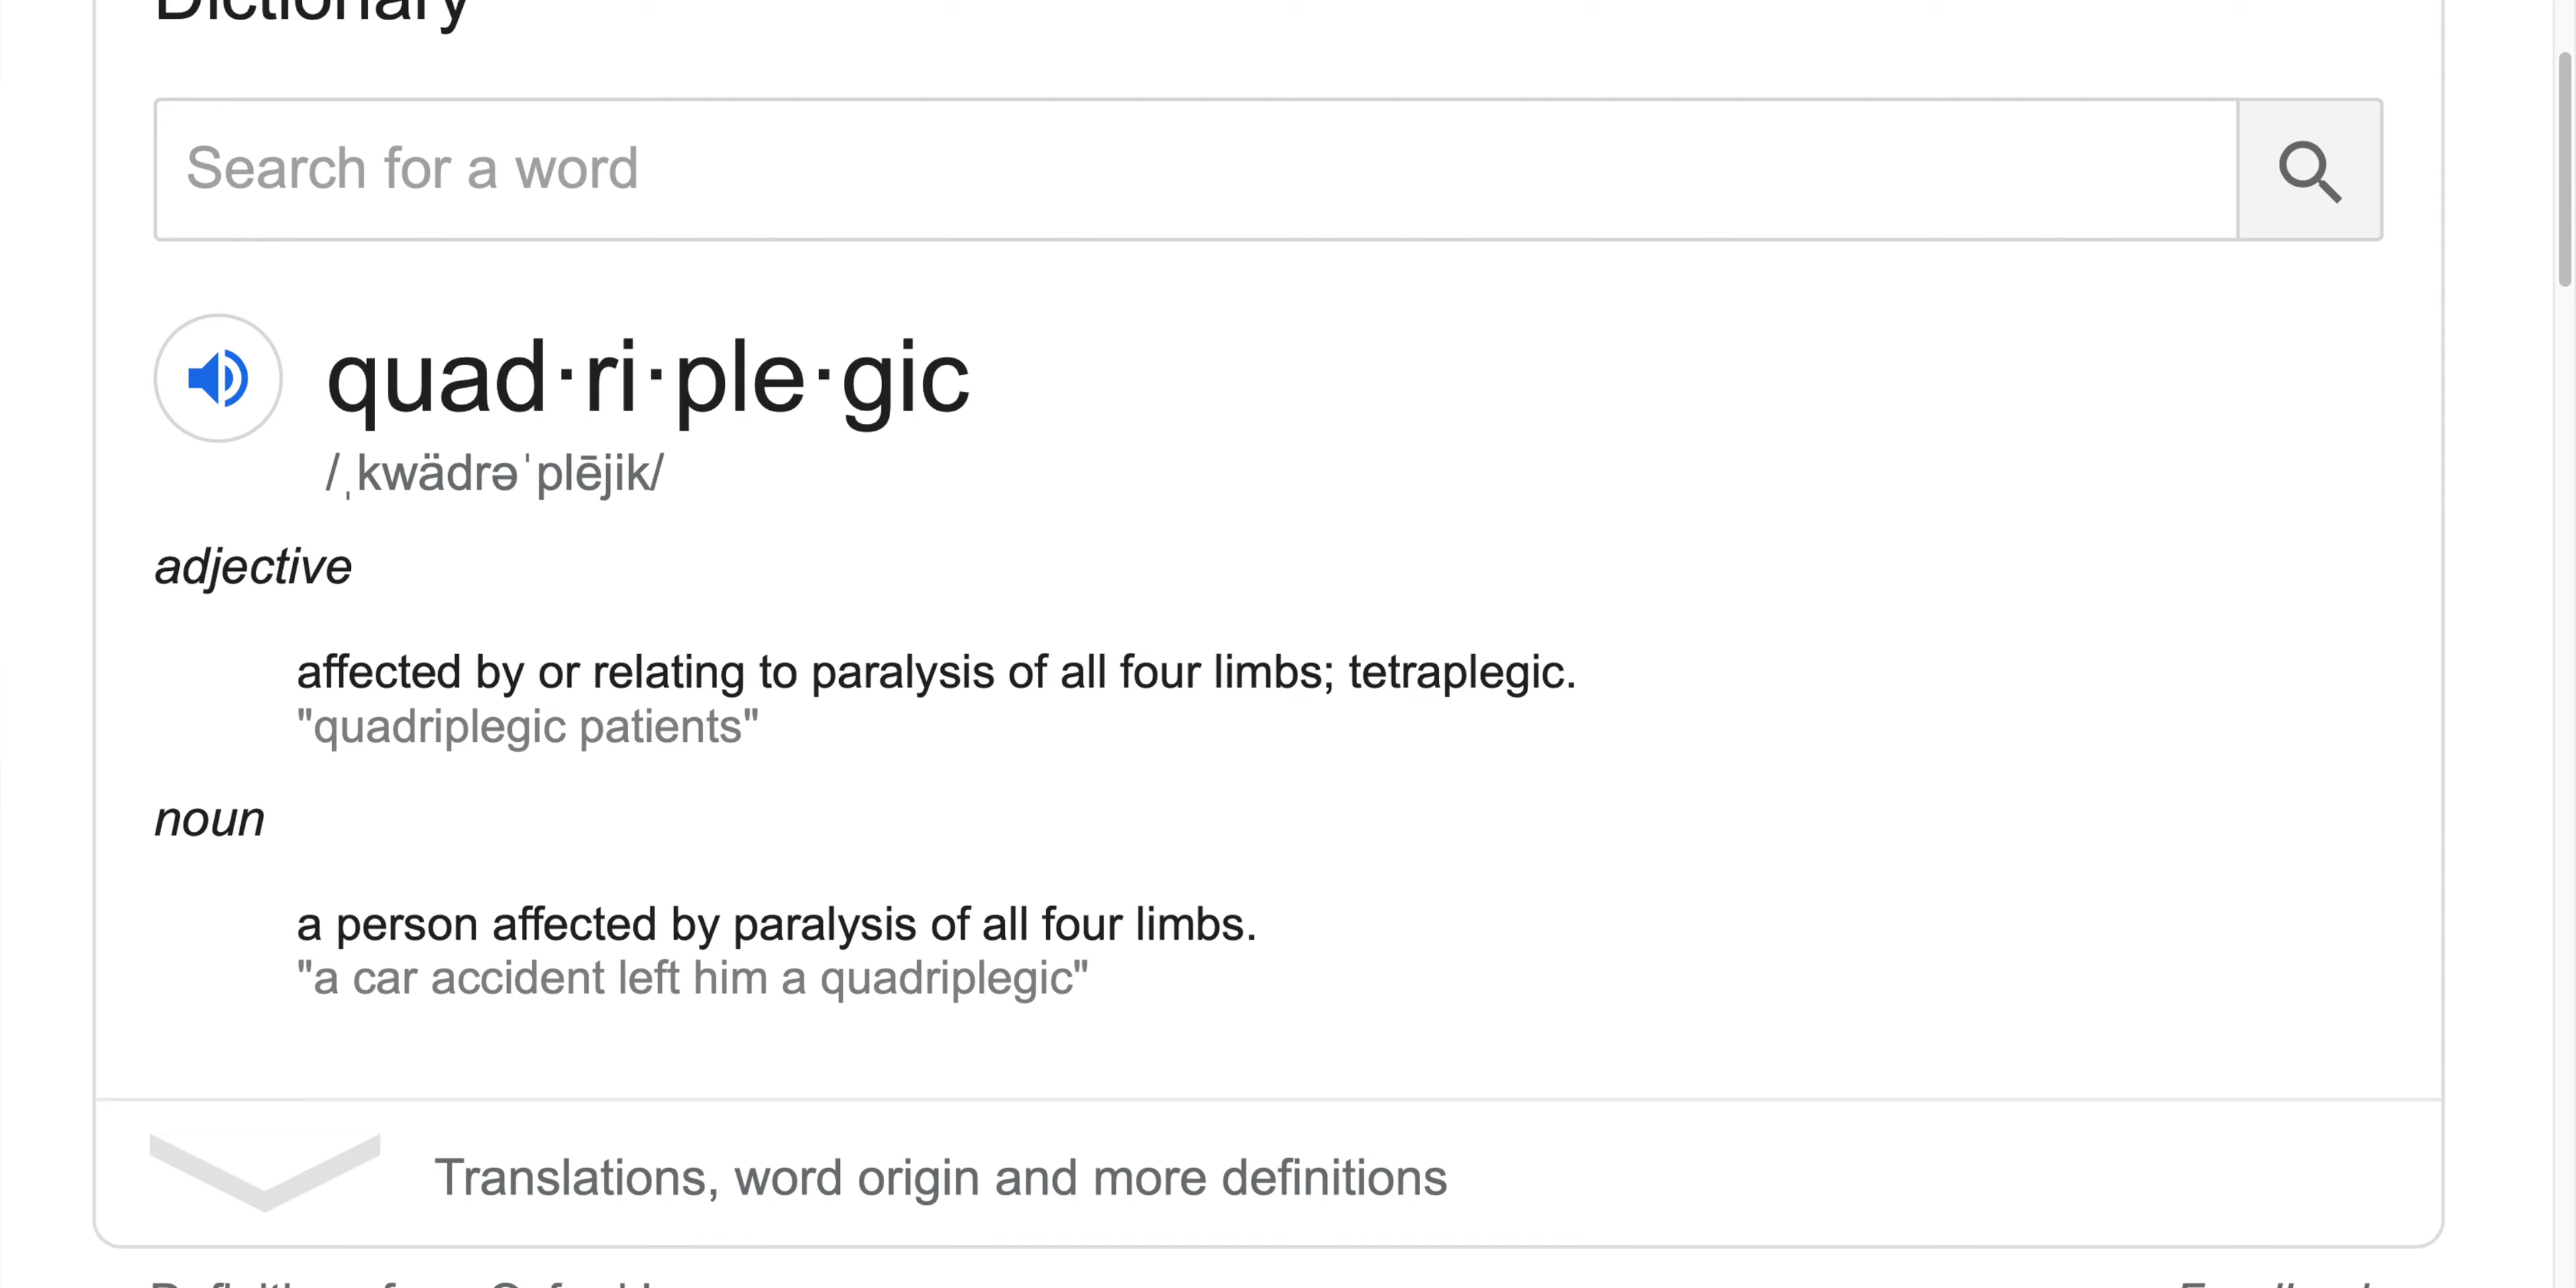 Dictionary
Search for a word
quad·ri·ple·gic
/ˌkwädrəˈplējik/
adjective
affected by or relating to paralysis of all four limbs; tetraplegic.
"quadriplegic patients"
noun
a person affected by paralysis of all four limbs.
"a car accident left him a quadriplegic"
Translations, word origin and more definitions